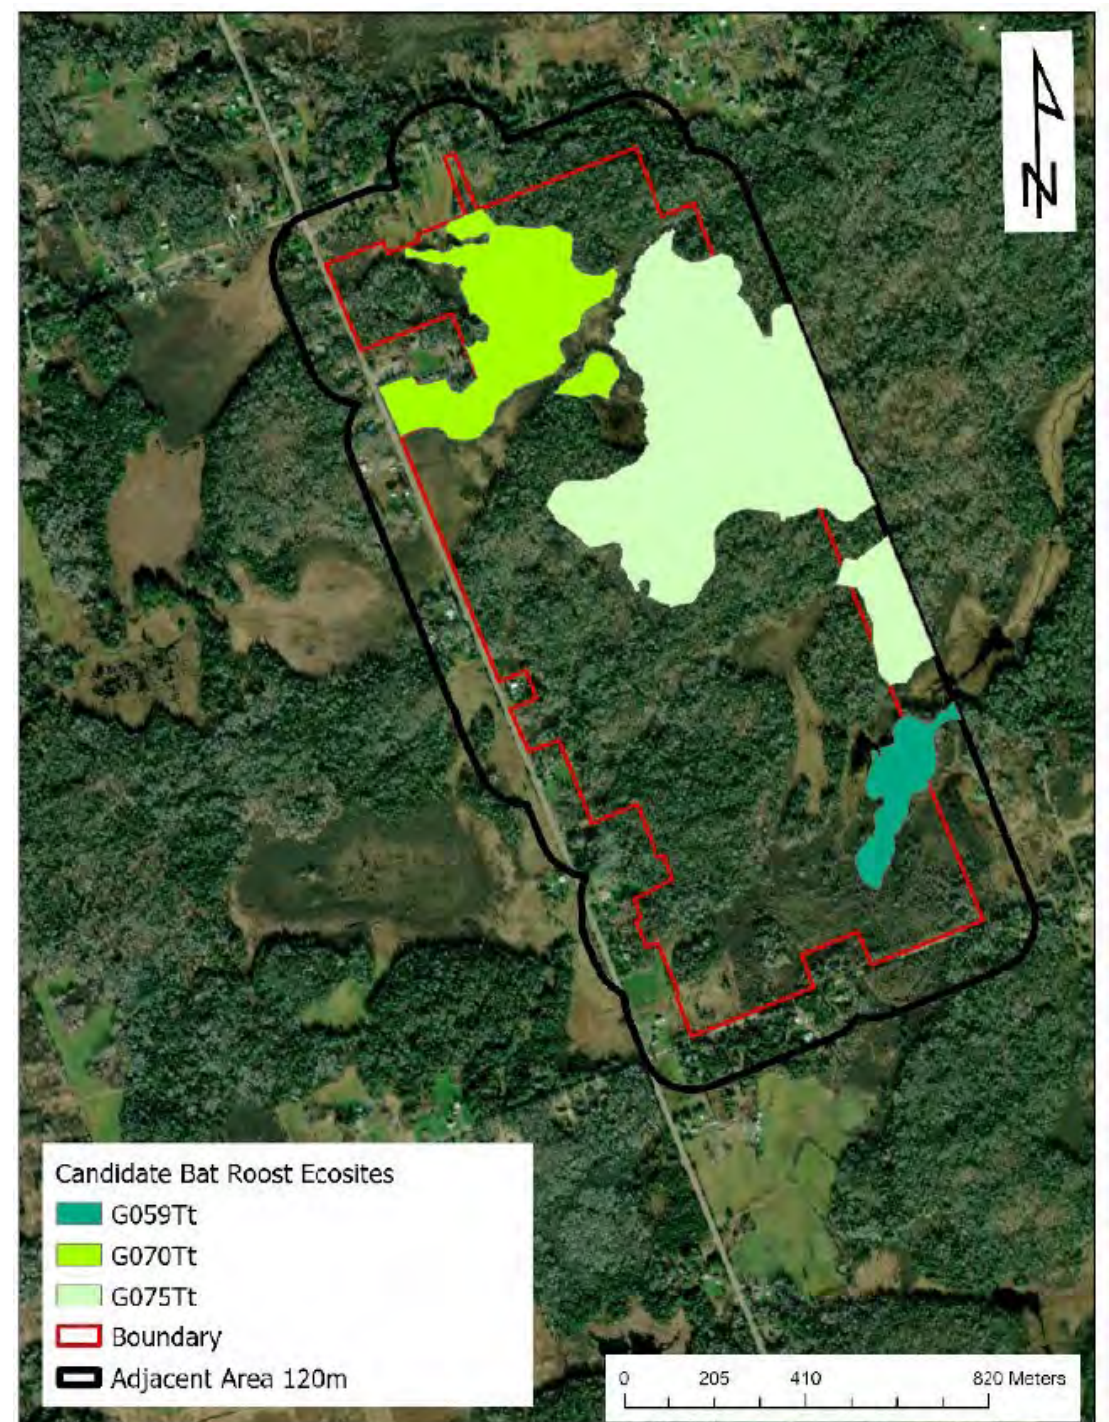 N
Candidate Bat Roost Ecosites
G059Tt
G070Tt
G075Tt
Boundary
Adjacent Area 120m
0 205 410 820 Meters